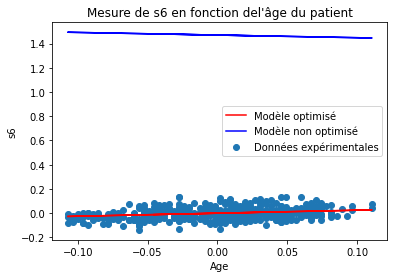 Mesure de s6 en fonction del'âge du patient
1.4
1.2
1.0
0.8
0.6
0.4
0.2
0.0
−0.2
s6
Modèle optimisé
Modèle non optimisé
Données expérimentales
−0.10
−0.05
0.00
0.05
0.10
Age